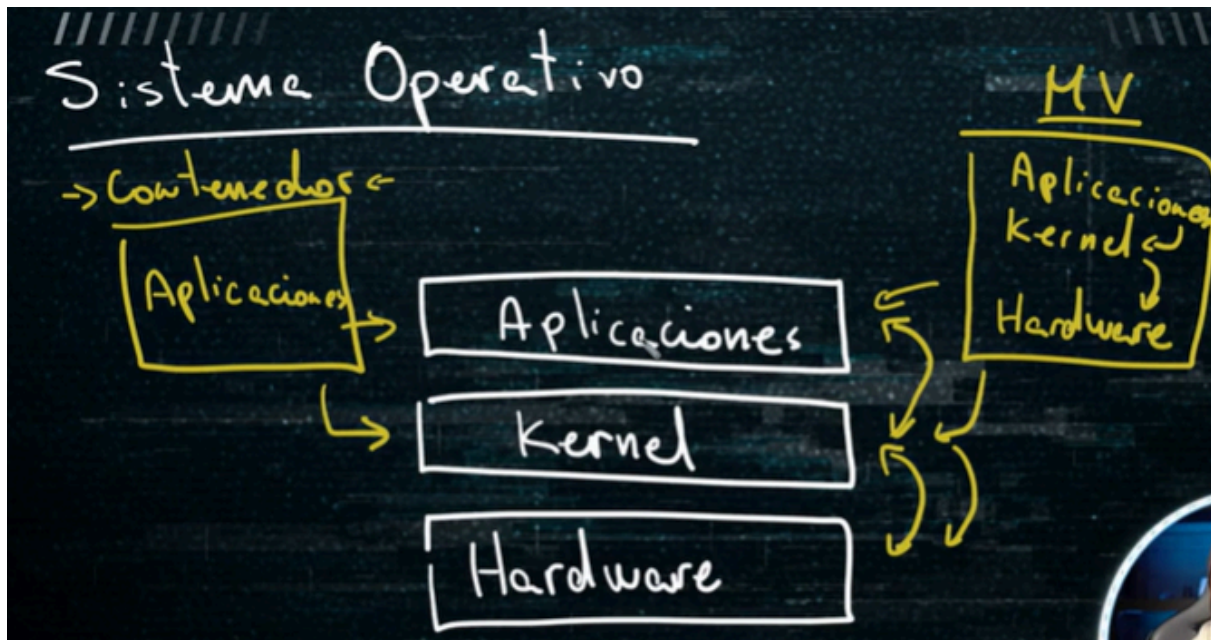 Sistema Operativo
MV
→ Contenedor ←
Aplicaciones
Kernel
Hardware
Aplicaciones
Aplicaciones
Kernel
Hardware